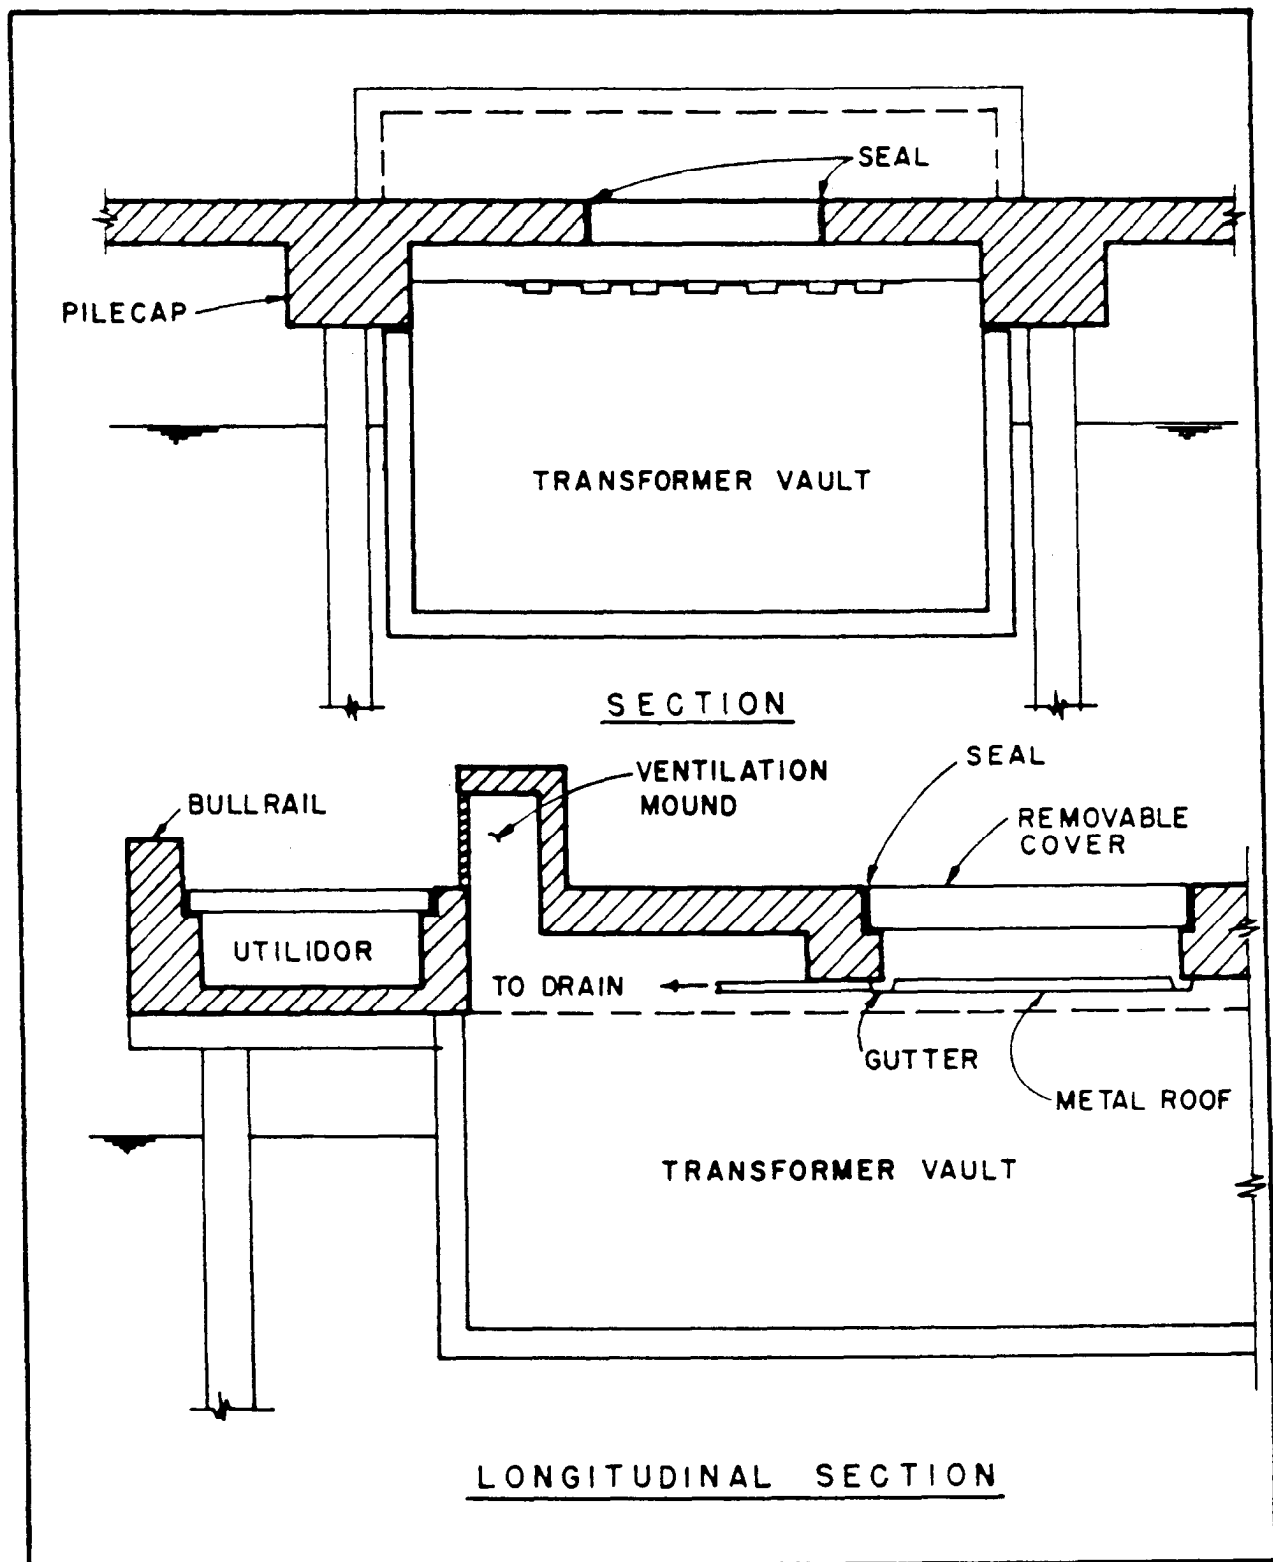 SEAL
PILECAP
TRANSFORMER VAULT
SECTION
SEAL
VENTILATION
MOUND
BULLRAIL
REMOVABLE
COVER
UTILIDOR
TO DRAIN
GUTTER
METAL ROOF
TRANSFORMER VAULT
LONGITUDINAL SECTION